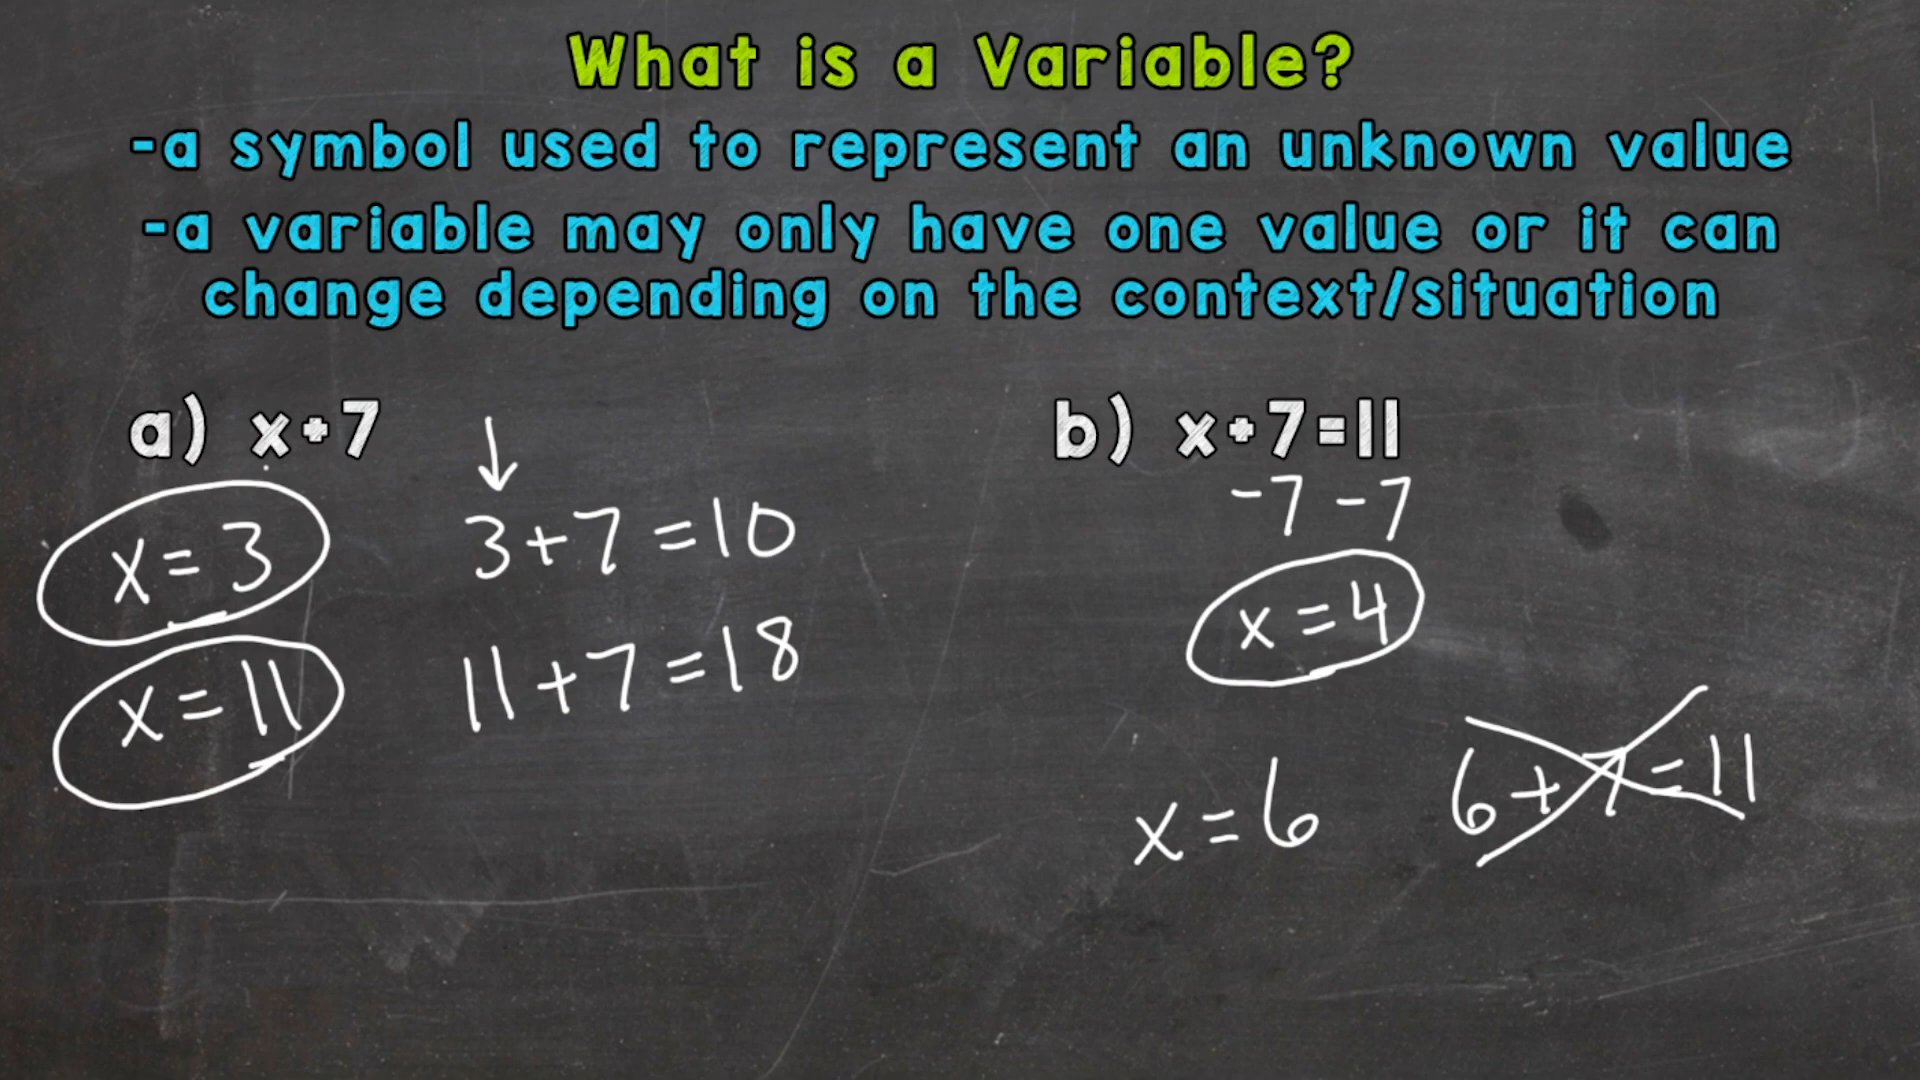 What is a Variable?
-a symbol used to represent an unknown value
-a variable may only have one value or it can
change depending on the context/situation
a) x+7
x=3
3+7=10
x=11
11+7=18
b) x+7=11
-7 -7
x=4
x=6
6+7=11